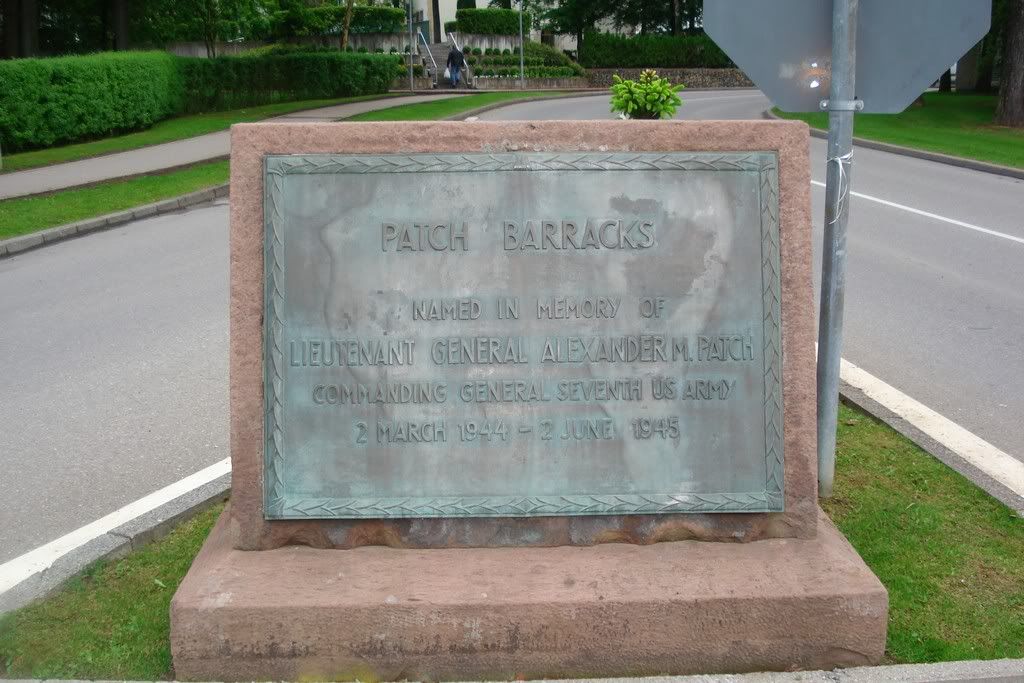 PATCH BARRACKS
NAMED IN MEMORY OF
LIEUTENANT GENERAL ALEXANDER M. PATCH
COMMANDING GENERAL SEVENTH US ARMY
2 MARCH 1944 – 2 JUNE 1945